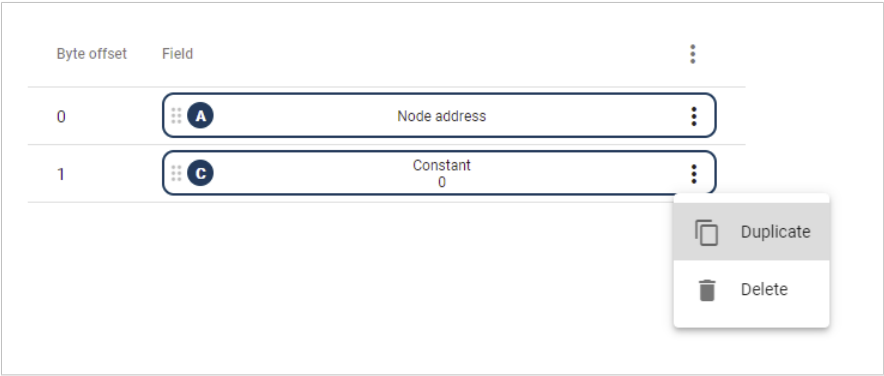 Byte offset Field
0 A Node address
1 C Constant
0
Duplicate
Delete